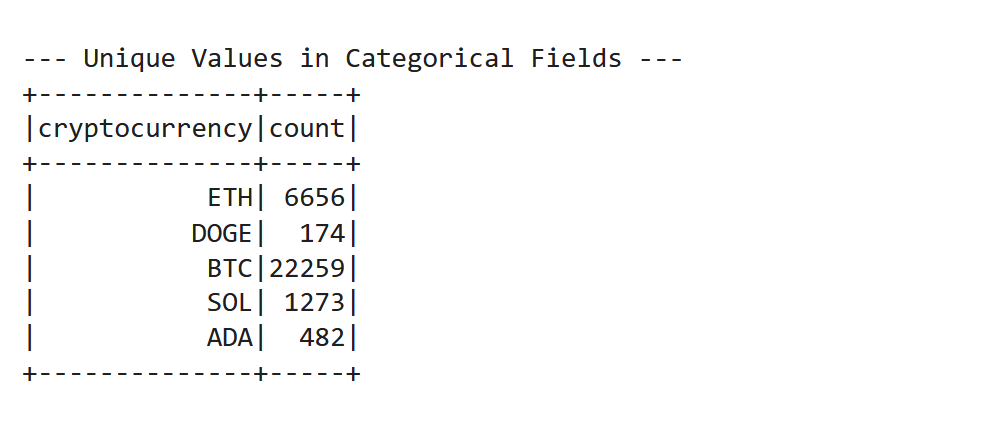 --- Unique Values in Categorical Fields ---
+--------------+-----+
|cryptocurrency|count|
+--------------+-----+
|           ETH| 6656|
|          DOGE|  174|
|           BTC|22259|
|           SOL| 1273|
|           ADA|  482|
+--------------+-----+